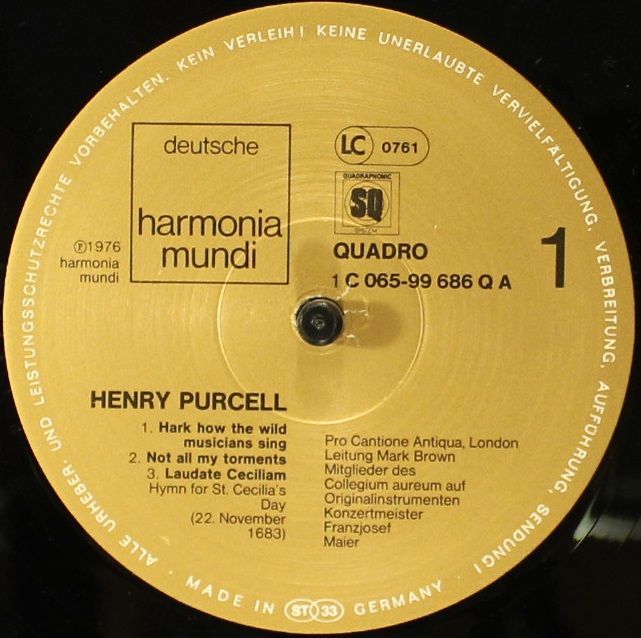 ALLE URHEBER- UND LEISTUNGSSCHUTZRECHTE VORBEHALTEN. KEIN VERLEIH! KEINE UNERLAUBTE VERVIELFÄLTIGUNG, VERBREITUNG, AUFFÜHRUNG, SENDUNG!
deutsche
harmonia
mundi
LC 0761
QUADRAPHONIC
SQ
SYSTEM
QUADRO
1 C 065-99 686 Q A
1
℗1976
harmonia
mundi
HENRY PURCELL
1. Hark how the wild
musicians sing
2. Not all my torments
3. Laudate Ceciliam
Hymn for St. Cecilia's
Day
(22. November
1683)
Pro Cantione Antiqua, London
Leitung Mark Brown
Mitglieder des
Collegium aureum auf
Originalinstrumenten
Konzertmeister
Franzjosef
Maier
· MADE IN ST 33 GERMANY ·